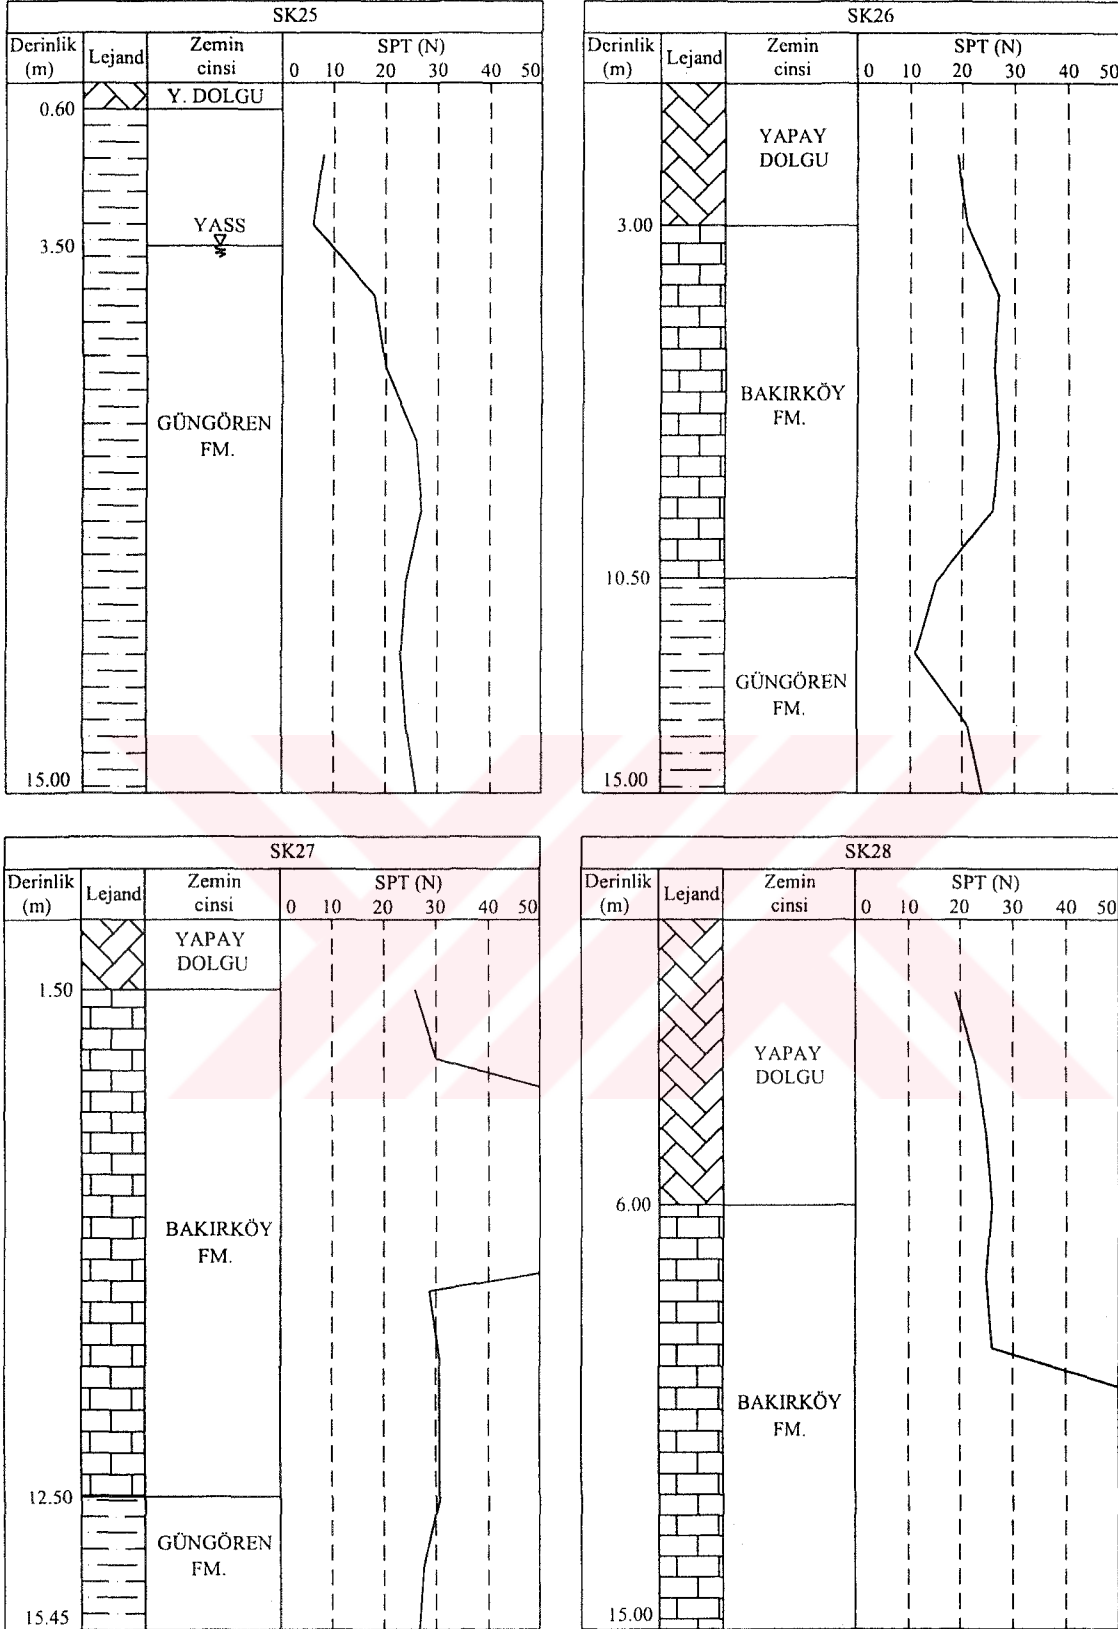 SK25
Derinlik (m) Lejand Zemin cinsi SPT (N)
0 10 20 30 40 50
Y. DOLGU
0.60
YASS
3.50
GÜNGÖREN
FM.
15.00
SK26
Derinlik (m) Lejand Zemin cinsi SPT (N)
0 10 20 30 40 50
YAPAY
DOLGU
3.00
BAKIRKÖY
FM.
10.50
GÜNGÖREN
FM.
15.00
SK27
Derinlik (m) Lejand Zemin cinsi SPT (N)
0 10 20 30 40 50
YAPAY
DOLGU
1.50
BAKIRKÖY
FM.
12.50
GÜNGÖREN
FM.
15.45
SK28
Derinlik (m) Lejand Zemin cinsi SPT (N)
0 10 20 30 40 50
YAPAY
DOLGU
6.00
BAKIRKÖY
FM.
15.00